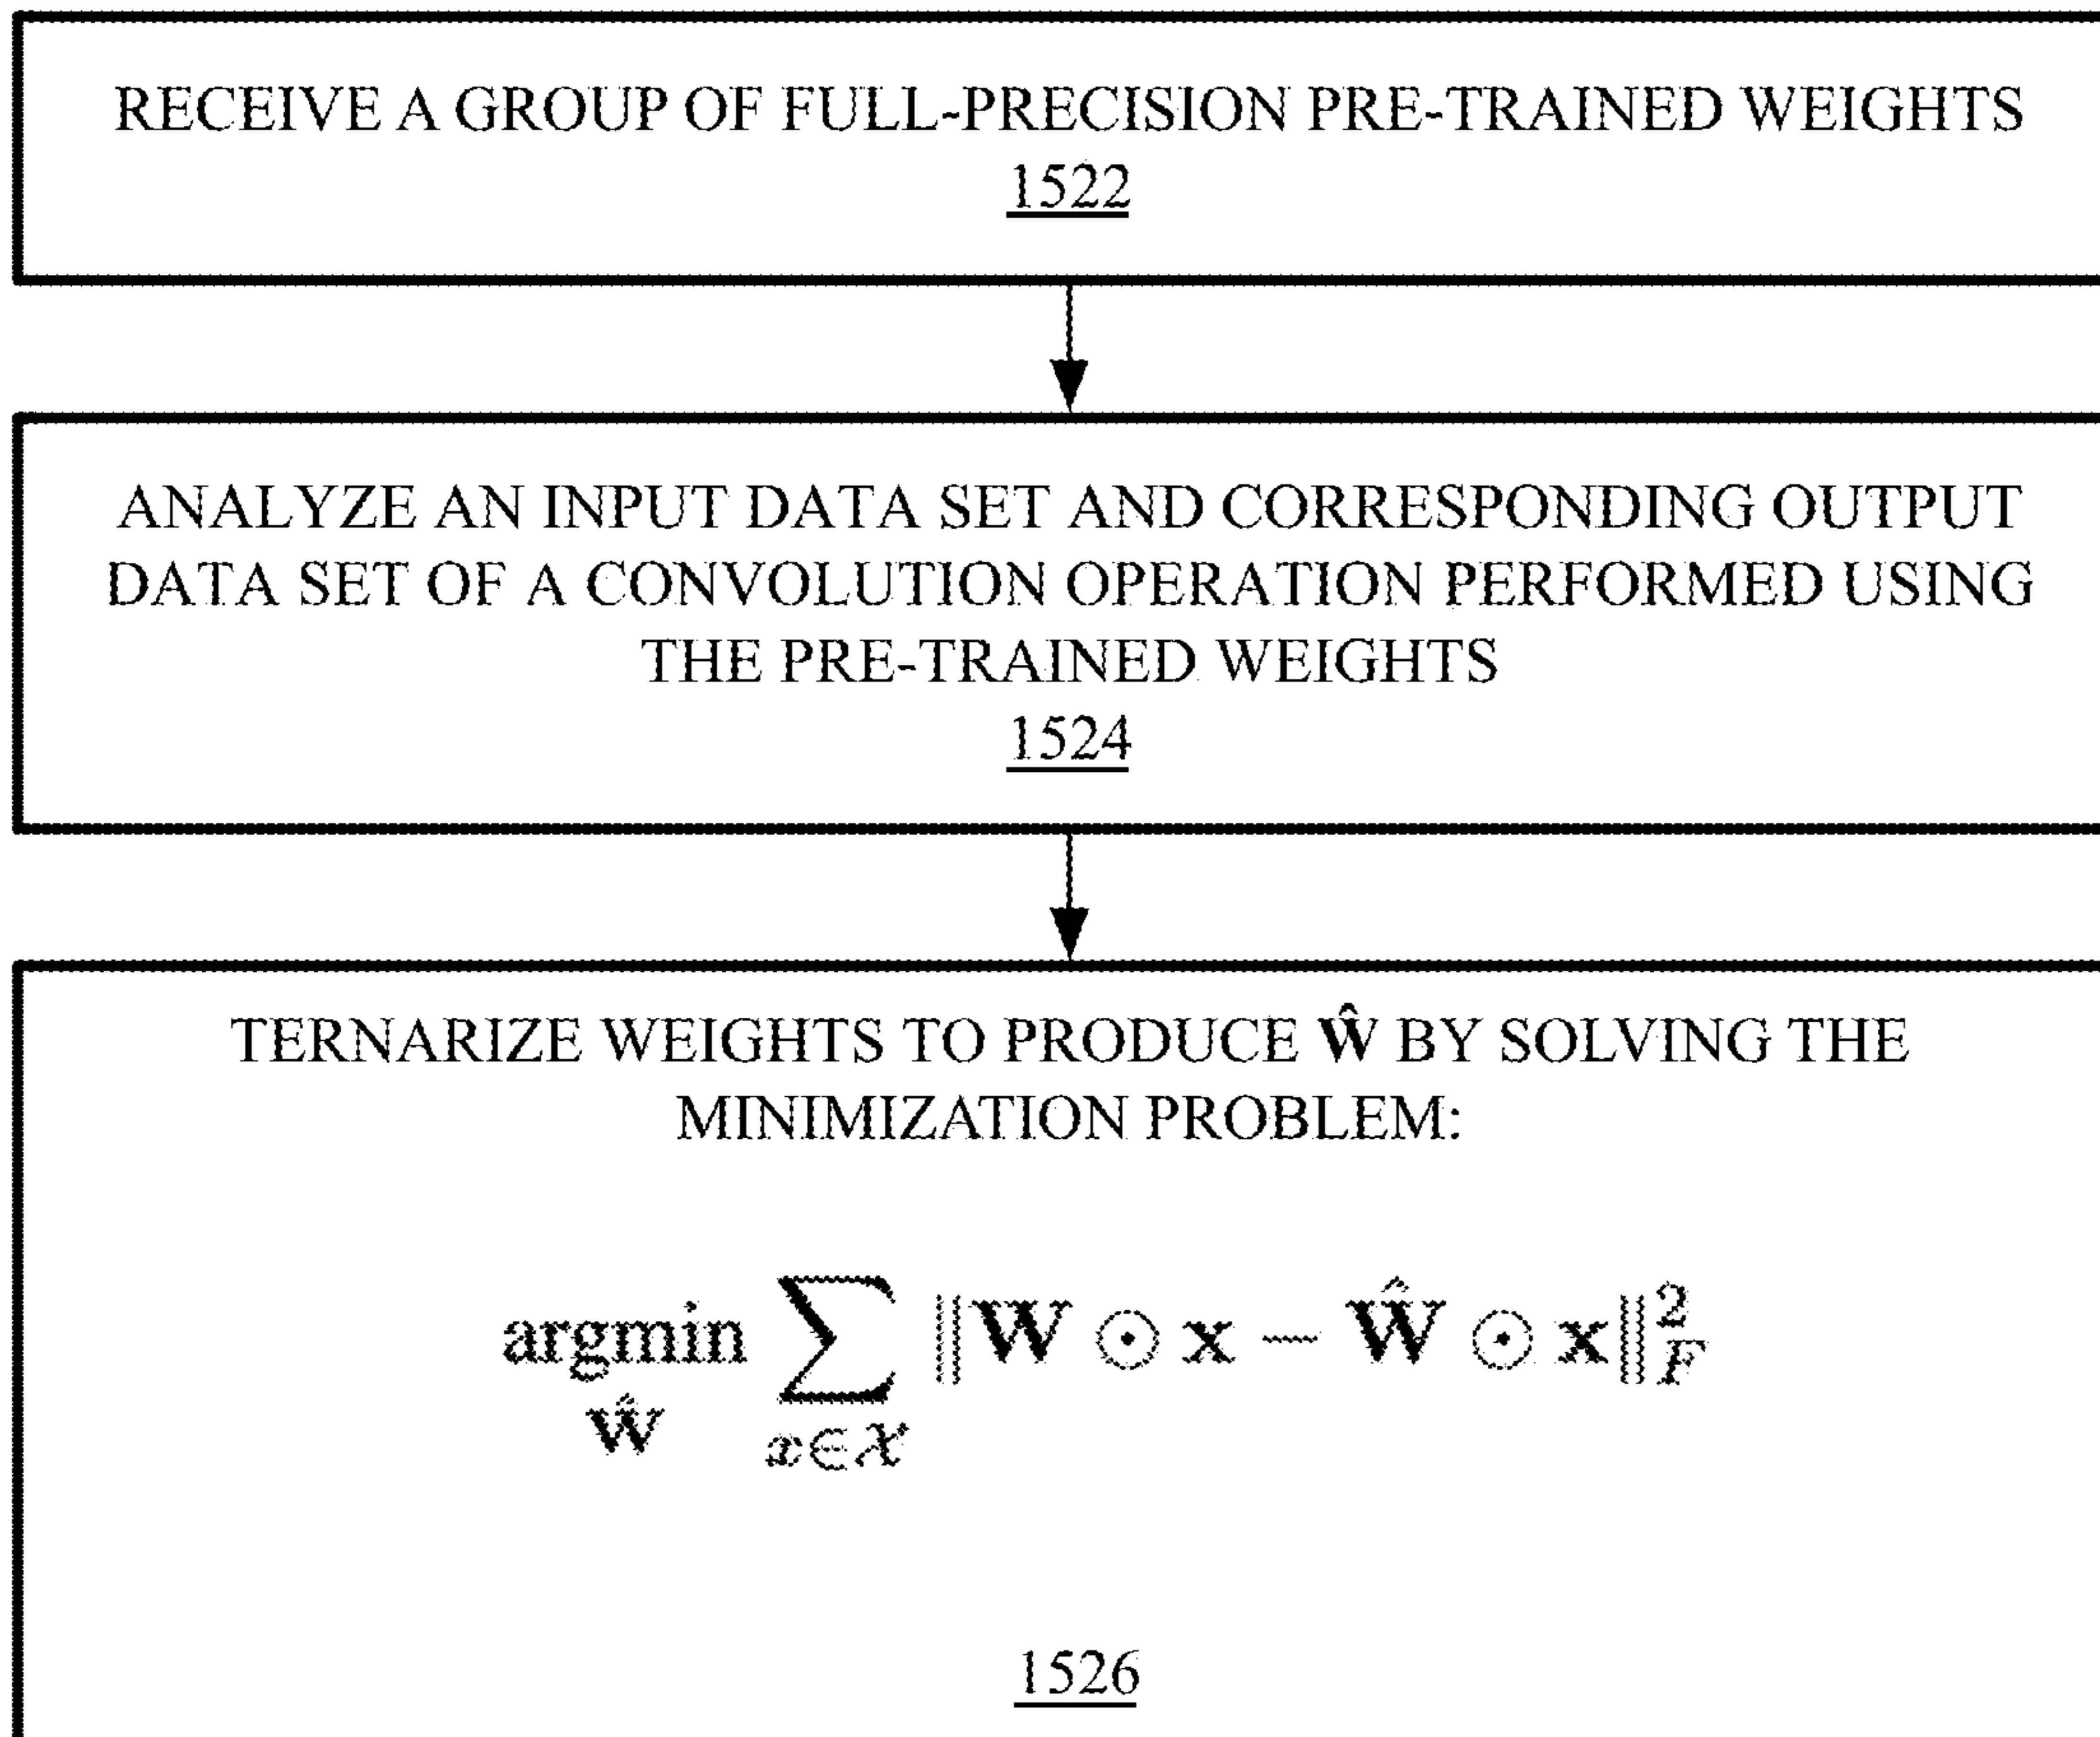 RECEIVE A GROUP OF FULL-PRECISION PRE-TRAINED WEIGHTS
1522
ANALYZE AN INPUT DATA SET AND CORRESPONDING OUTPUT
DATA SET OF A CONVOLUTION OPERATION PERFORMED USING
THE PRE-TRAINED WEIGHTS
1524
TERNARIZE WEIGHTS TO PRODUCE Ŵ BY SOLVING THE
MINIMIZATION PROBLEM:
argmin ∑ ‖W ⊙ x − Ŵ ⊙ x‖²_F
Ŵ x∈𝒳
1526